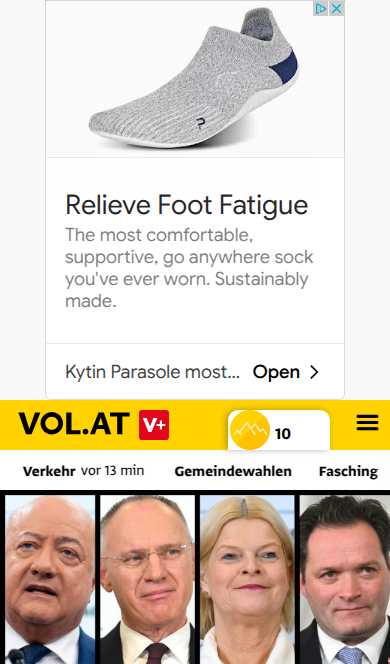 Relieve Foot Fatigue
The most comfortable,
supportive, go anywhere sock
you've ever worn. Sustainably
made.
Kytin Parasole most... Open
VOL.AT V+
10
Verkehr vor 13 min Gemeindewahlen Fasching